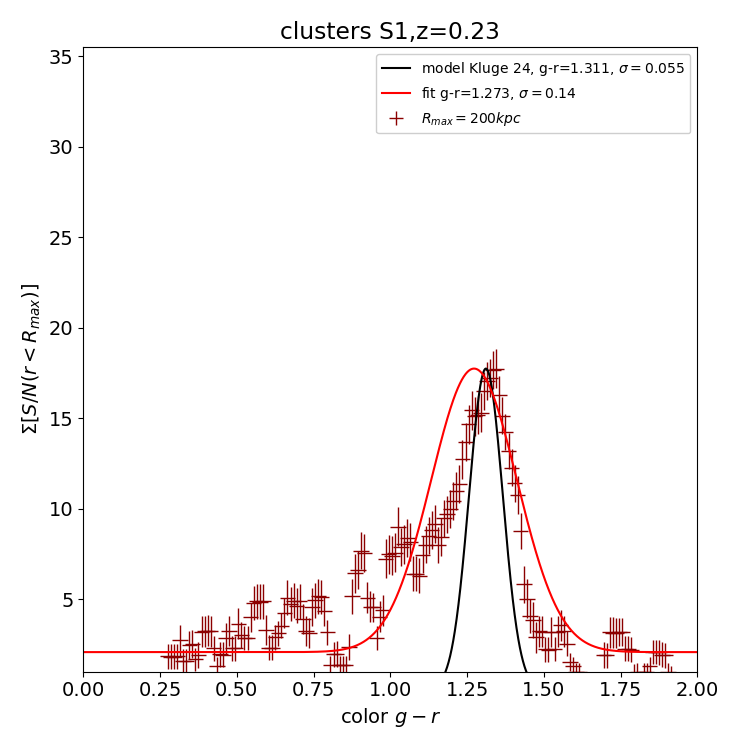 clusters S1,z=0.23
35
30
25
20
15
10
5
Σ[S/N(r < R_max)]
model Kluge 24, g-r=1.311, σ = 0.055
fit g-r=1.273, σ = 0.14
R_max = 200kpc
0.00 0.25 0.50 0.75 1.00 1.25 1.50 1.75 2.00
color g − r